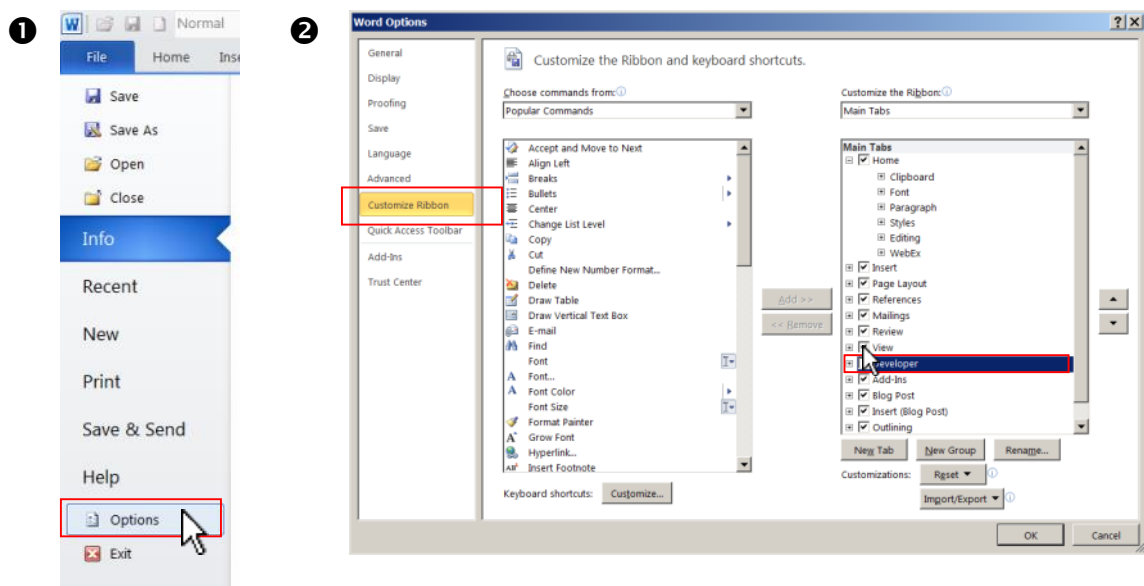 ❶
W Normal
File Home Inse
Save
Save As
Open
Close
Info
Recent
New
Print
Save & Send
Help
Options
Exit
❷
Word Options
General
Display
Proofing
Save
Language
Advanced
Customize Ribbon
Quick Access Toolbar
Add-Ins
Trust Center
Customize the Ribbon and keyboard shortcuts.
Choose commands from:
Popular Commands
Accept and Move to Next
Align Left
Breaks
Bullets
Center
Change List Level
Copy
Cut
Define New Number Format...
Delete
Draw Table
Draw Vertical Text Box
E-mail
Find
Font
Font...
Font Color
Font Size
Format Painter
Grow Font
Hyperlink...
Insert Footnote
Keyboard shortcuts: Customize...
Add >>
<< Remove
Customize the Ribbon:
Main Tabs
Main Tabs
Home
Clipboard
Font
Paragraph
Styles
Editing
WebEx
Insert
Page Layout
References
Mailings
Review
View
Developer
Add-Ins
Blog Post
Insert (Blog Post)
Outlining
New Tab New Group Rename...
Customizations: Reset
Import/Export
OK Cancel